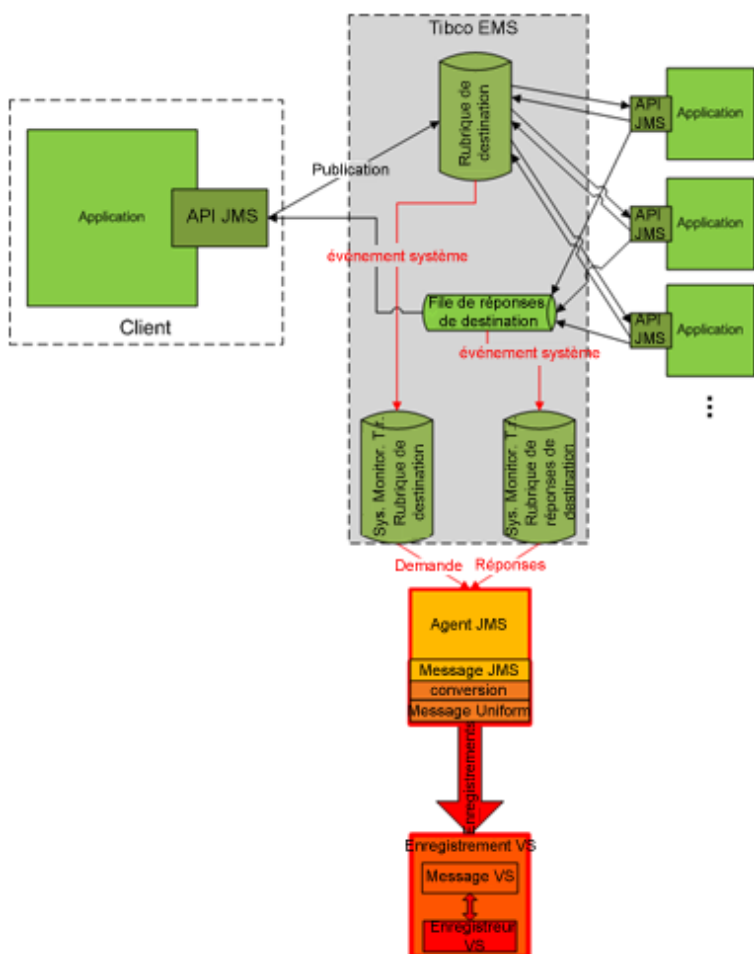 Tibco EMS
Rubrique de
destination
API
JMS
Application
Application
API JMS
Client
Publication
API
JMS
Application
événement système
File de réponses
de destination
API
JMS
Application
événement système
Sys. Monitor. T.r.
Rubrique de
destination
Sys. Monitor. T.r.
Rubrique de
réponses de
destination
Demande
Réponses
Agent JMS
Message JMS
conversion
Message Uniform
Enregistrements
Enregistrement VS
Message VS
Enregistreur
VS